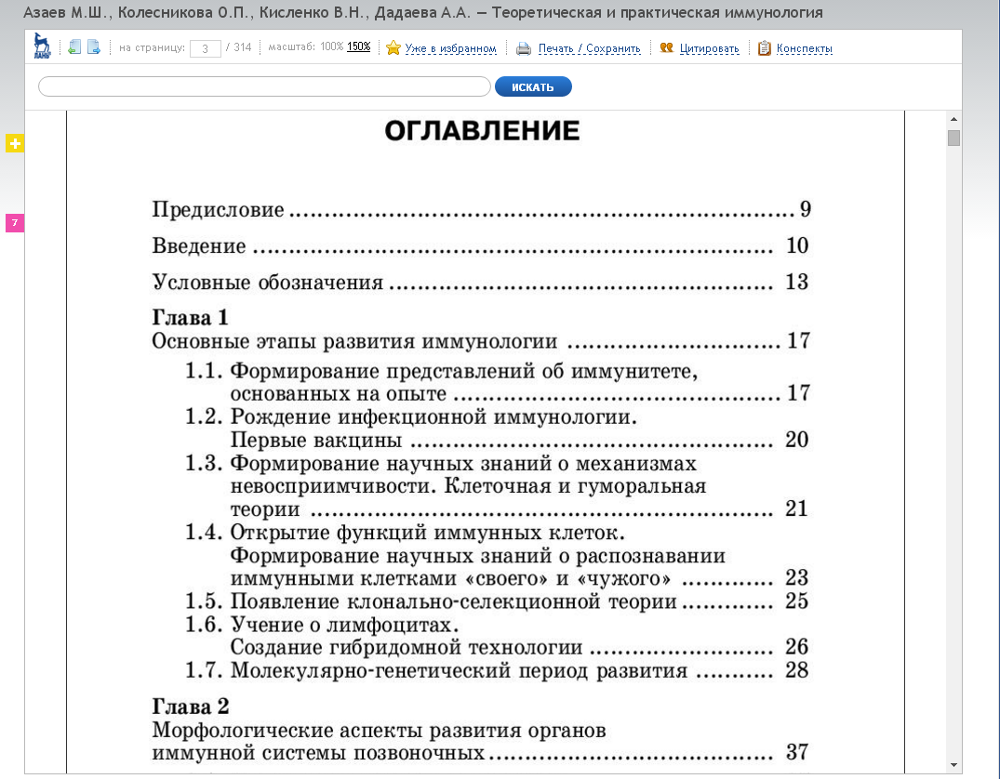 Азаев М.Ш., Колесникова О.П., Кисленко В.Н., Дадаева А.А. — Теоретическая и практическая иммунология
ЛАНЬ на страницу: 3 / 314 масштаб: 100% 150% Уже в избранном Печать / Сохранить Цитировать Конспекты
ИСКАТЬ
ОГЛАВЛЕНИЕ
+
Предисловие ........................................................................ 9
7
Введение .......................................................................... 10
Условные обозначения ...................................................... 13
Глава 1
Основные этапы развития иммунологии .............................. 17
1.1. Формирование представлений об иммунитете,
основанных на опыте .............................................. 17
1.2. Рождение инфекционной иммунологии.
Первые вакцины .................................................... 20
1.3. Формирование научных знаний о механизмах
невосприимчивости. Клеточная и гуморальная
теории .................................................................. 21
1.4. Открытие функций иммунных клеток.
Формирование научных знаний о распознавании
иммунными клетками «своего» и «чужого» ............. 23
1.5. Появление клонально-селекционной теории ............. 25
1.6. Учение о лимфоцитах.
Создание гибридомной технологии .......................... 26
1.7. Молекулярно-генетический период развития ........... 28
Глава 2
Морфологические аспекты развития органов
иммунной системы позвоночных ........................................ 37